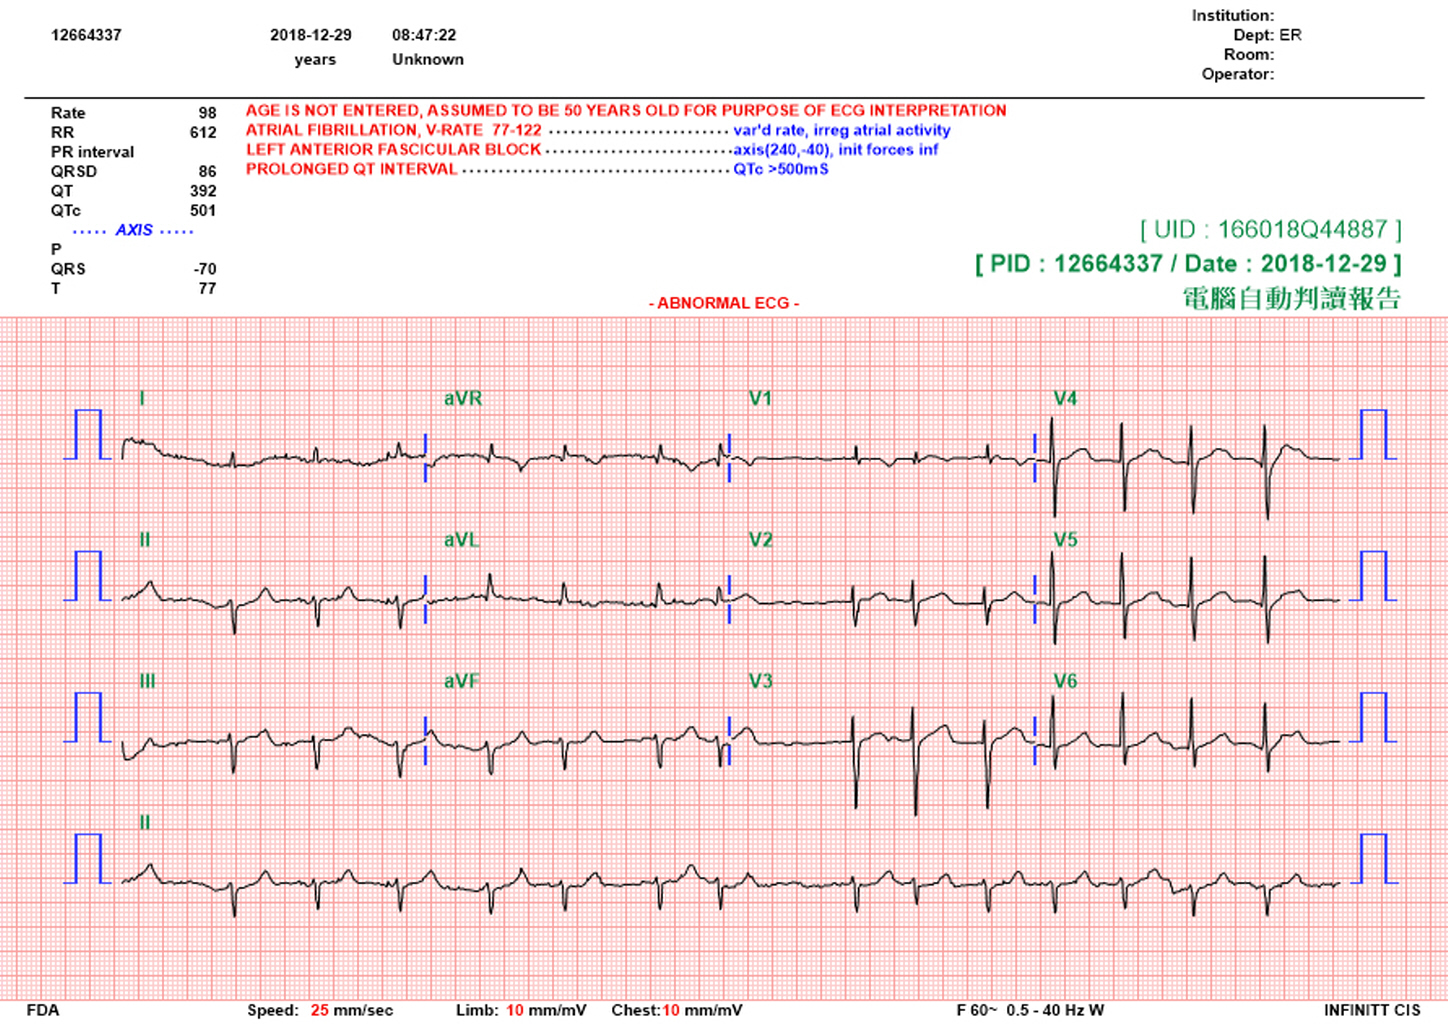 12664337 2018-12-29 08:47:22
years Unknown
Institution:
Dept: ER
Room:
Operator:
Rate 98
RR 612
PR interval
QRSD 86
QT 392
QTc 501
····· AXIS ·····
P
QRS -70
T 77
AGE IS NOT ENTERED, ASSUMED TO BE 50 YEARS OLD FOR PURPOSE OF ECG INTERPRETATION
ATRIAL FIBRILLATION, V-RATE 77-122 ······························ var'd rate, irreg atrial activity
LEFT ANTERIOR FASCICULAR BLOCK ······························ axis(240,-40), init forces inf
PROLONGED QT INTERVAL ··········································· QTc >500mS
[ UID : 166018Q44887 ]
[ PID : 12664337 / Date : 2018-12-29 ]
電腦自動判讀報告
- ABNORMAL ECG -
I aVR V1 V4
II aVL V2 V5
III aVF V3 V6
II
FDA Speed: 25 mm/sec Limb: 10 mm/mV Chest:10 mm/mV F 60~ 0.5 - 40 Hz W INFINITT CIS